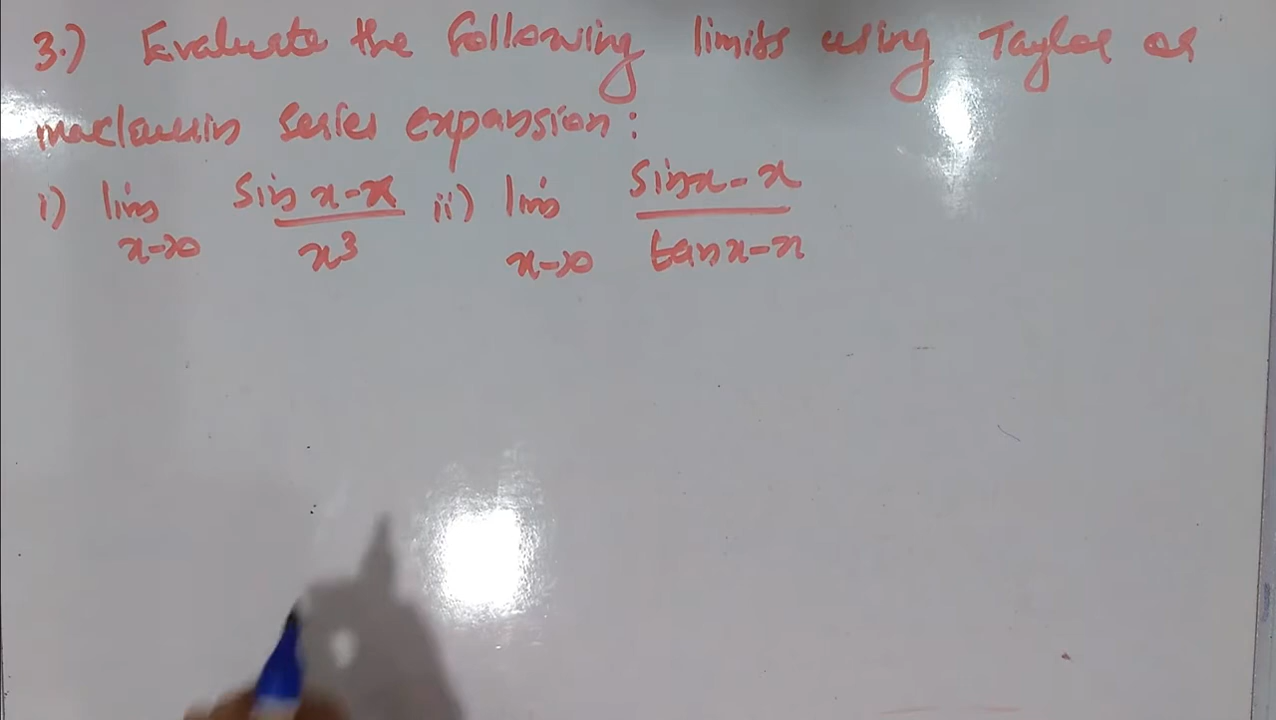 3.) Evaluate the following limits using Taylor or
maclaurin series expansion:
i) lim x→0 (sin x - x)/x³ ii) lim x→0 (sin x - x)/(tan x - x)